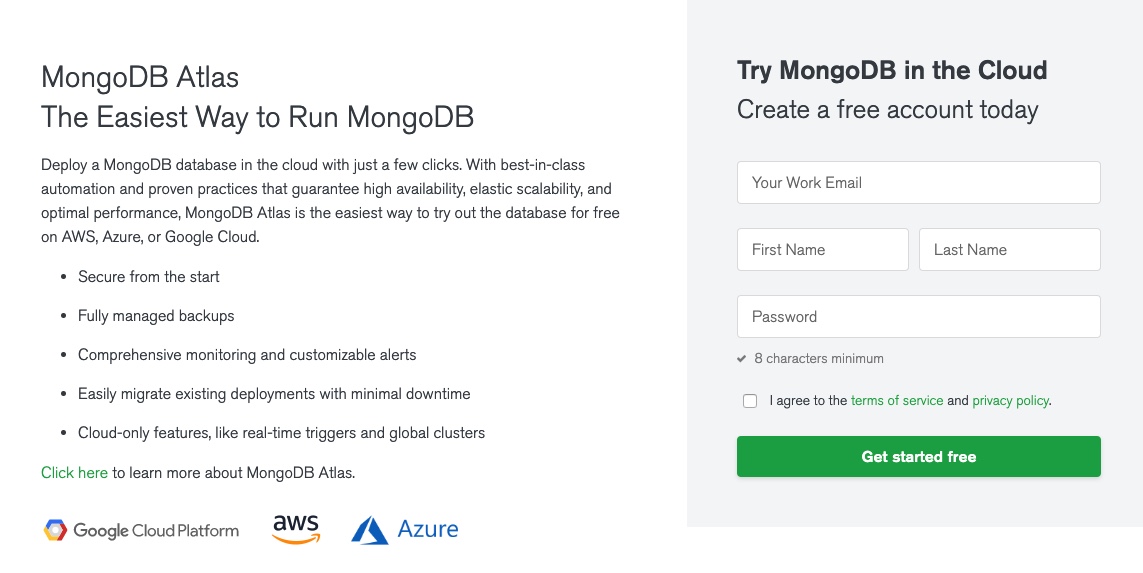 MongoDB Atlas
The Easiest Way to Run MongoDB
Deploy a MongoDB database in the cloud with just a few clicks. With best-in-class
automation and proven practices that guarantee high availability, elastic scalability, and
optimal performance, MongoDB Atlas is the easiest way to try out the database for free
on AWS, Azure, or Google Cloud.
• Secure from the start
• Fully managed backups
• Comprehensive monitoring and customizable alerts
• Easily migrate existing deployments with minimal downtime
• Cloud-only features, like real-time triggers and global clusters
Click here to learn more about MongoDB Atlas.
Google Cloud Platform
aws
Azure
Try MongoDB in the Cloud
Create a free account today
Your Work Email
First Name
Last Name
Password
8 characters minimum
I agree to the terms of service and privacy policy.
Get started free